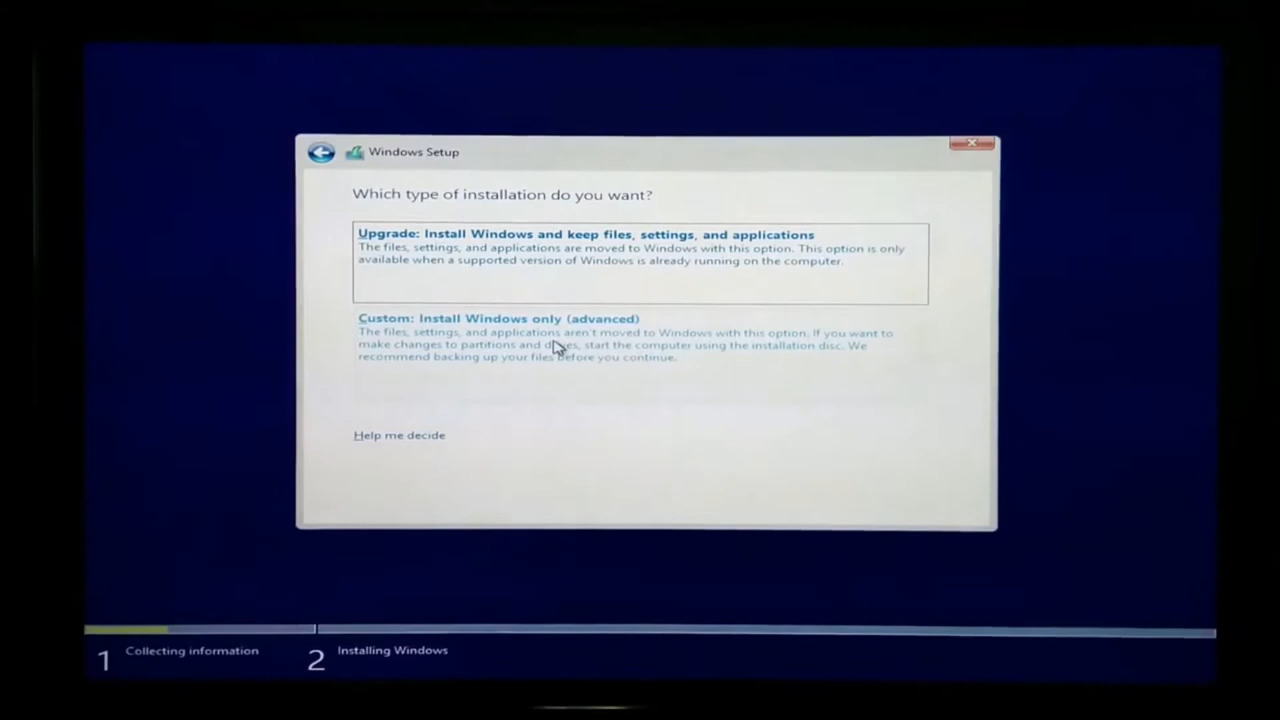 Windows Setup
Which type of installation do you want?
Upgrade: Install Windows and keep files, settings, and applications
The files, settings, and applications are moved to Windows with this option. This option is only
available when a supported version of Windows is already running on the computer.
Custom: Install Windows only (advanced)
The files, settings, and applications aren't moved to Windows with this option. If you want to
make changes to partitions and drives, start the computer using the installation disc. We
recommend backing up your files before you continue.
Help me decide
1 Collecting information
2 Installing Windows